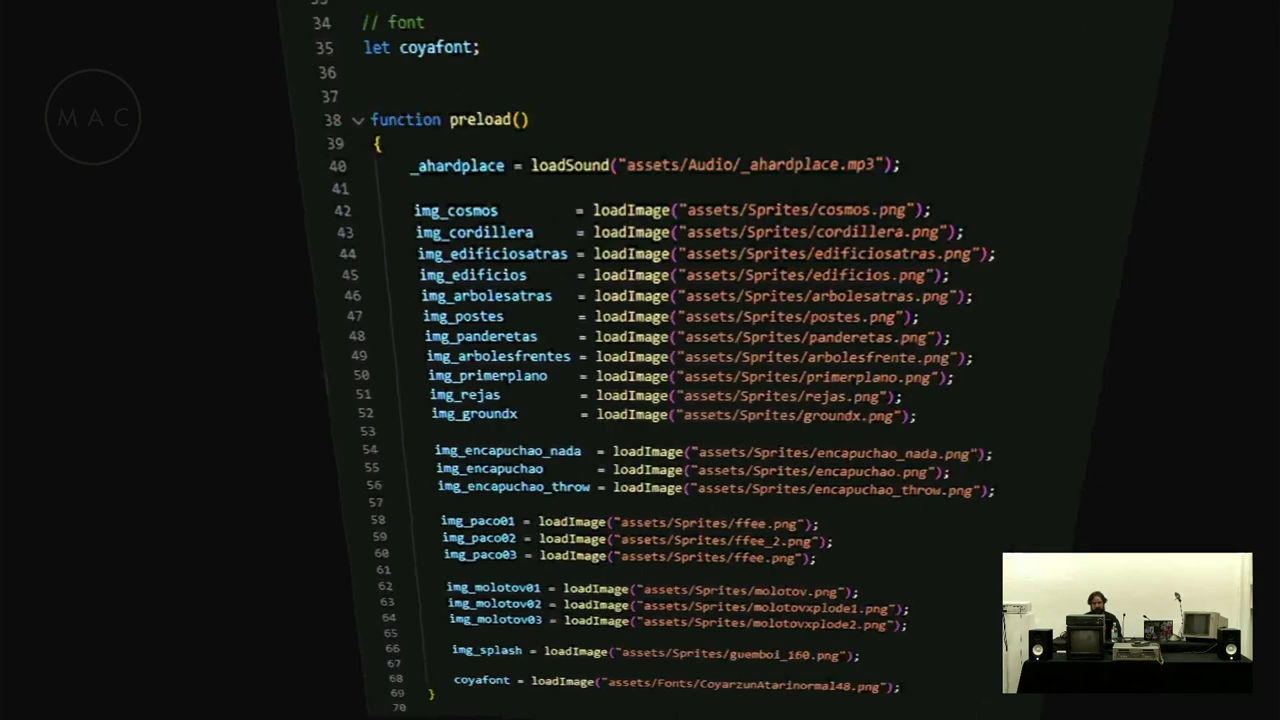 33
34 // font
35 let coyafont;
36
37
38 function preload()
39 {
40 _ahardplace = loadSound("assets/Audio/_ahardplace.mp3");
41
42 img_cosmos = loadImage("assets/Sprites/cosmos.png");
43 img_cordillera = loadImage("assets/Sprites/cordillera.png");
44 img_edificiosatras = loadImage("assets/Sprites/edificiosatras.png");
45 img_edificios = loadImage("assets/Sprites/edificios.png");
46 img_arbolesatras = loadImage("assets/Sprites/arbolesatras.png");
47 img_postes = loadImage("assets/Sprites/postes.png");
48 img_panderetas = loadImage("assets/Sprites/panderetas.png");
49 img_arbolesfrentes = loadImage("assets/Sprites/arbolesfrente.png");
50 img_primerplano = loadImage("assets/Sprites/primerplano.png");
51 img_rejas = loadImage("assets/Sprites/rejas.png");
52 img_groundx = loadImage("assets/Sprites/groundx.png");
53
54 img_encapuchao_nada = loadImage("assets/Sprites/encapuchao_nada.png");
55 img_encapuchao = loadImage("assets/Sprites/encapuchao.png");
56 img_encapuchao_throw = loadImage("assets/Sprites/encapuchao_throw.png");
57
58 img_paco01 = loadImage("assets/Sprites/ffee.png");
59 img_paco02 = loadImage("assets/Sprites/ffee_2.png");
60 img_paco03 = loadImage("assets/Sprites/ffee.png");
61
62 img_molotov01 = loadImage("assets/Sprites/molotov.png");
63 img_molotov02 = loadImage("assets/Sprites/molotovxplode1.png");
64 img_molotov03 = loadImage("assets/Sprites/molotovxplode2.png");
65
66 img_splash = loadImage("assets/Sprites/guemboi_160.png");
67
68 coyafont = loadImage("assets/Fonts/CoyarzunAtarinormal48.png");
69 }
70
MAC